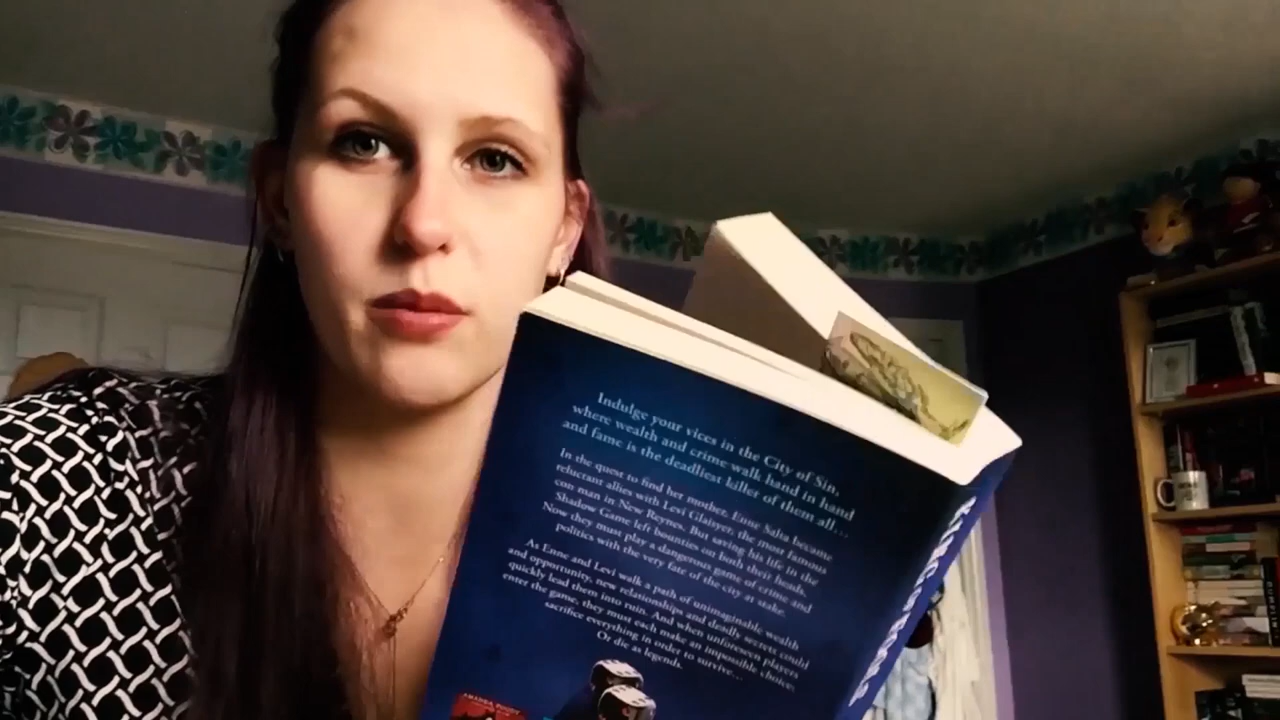 Indulge your vices in the City of Sin,
where wealth and crime walk hand in hand
and fame is the deadliest killer of them all…
In the quest to find her mother, Enne Salta became
reluctant allies with Levi Glaisyer, the most famous
con man in New Reynes. But saving his life in the
Shadow Game left bounties on both their heads.
Now they must play a dangerous game of crime and
politics with the very fate of the city at stake.
As Enne and Levi walk a path of unimaginable wealth
and opportunity, new relationships and deadly secrets could
quickly lead them into ruin. And when unforeseen players
enter the game, they must each make an impossible choice:
sacrifice everything in order to survive…
Or die as legends.